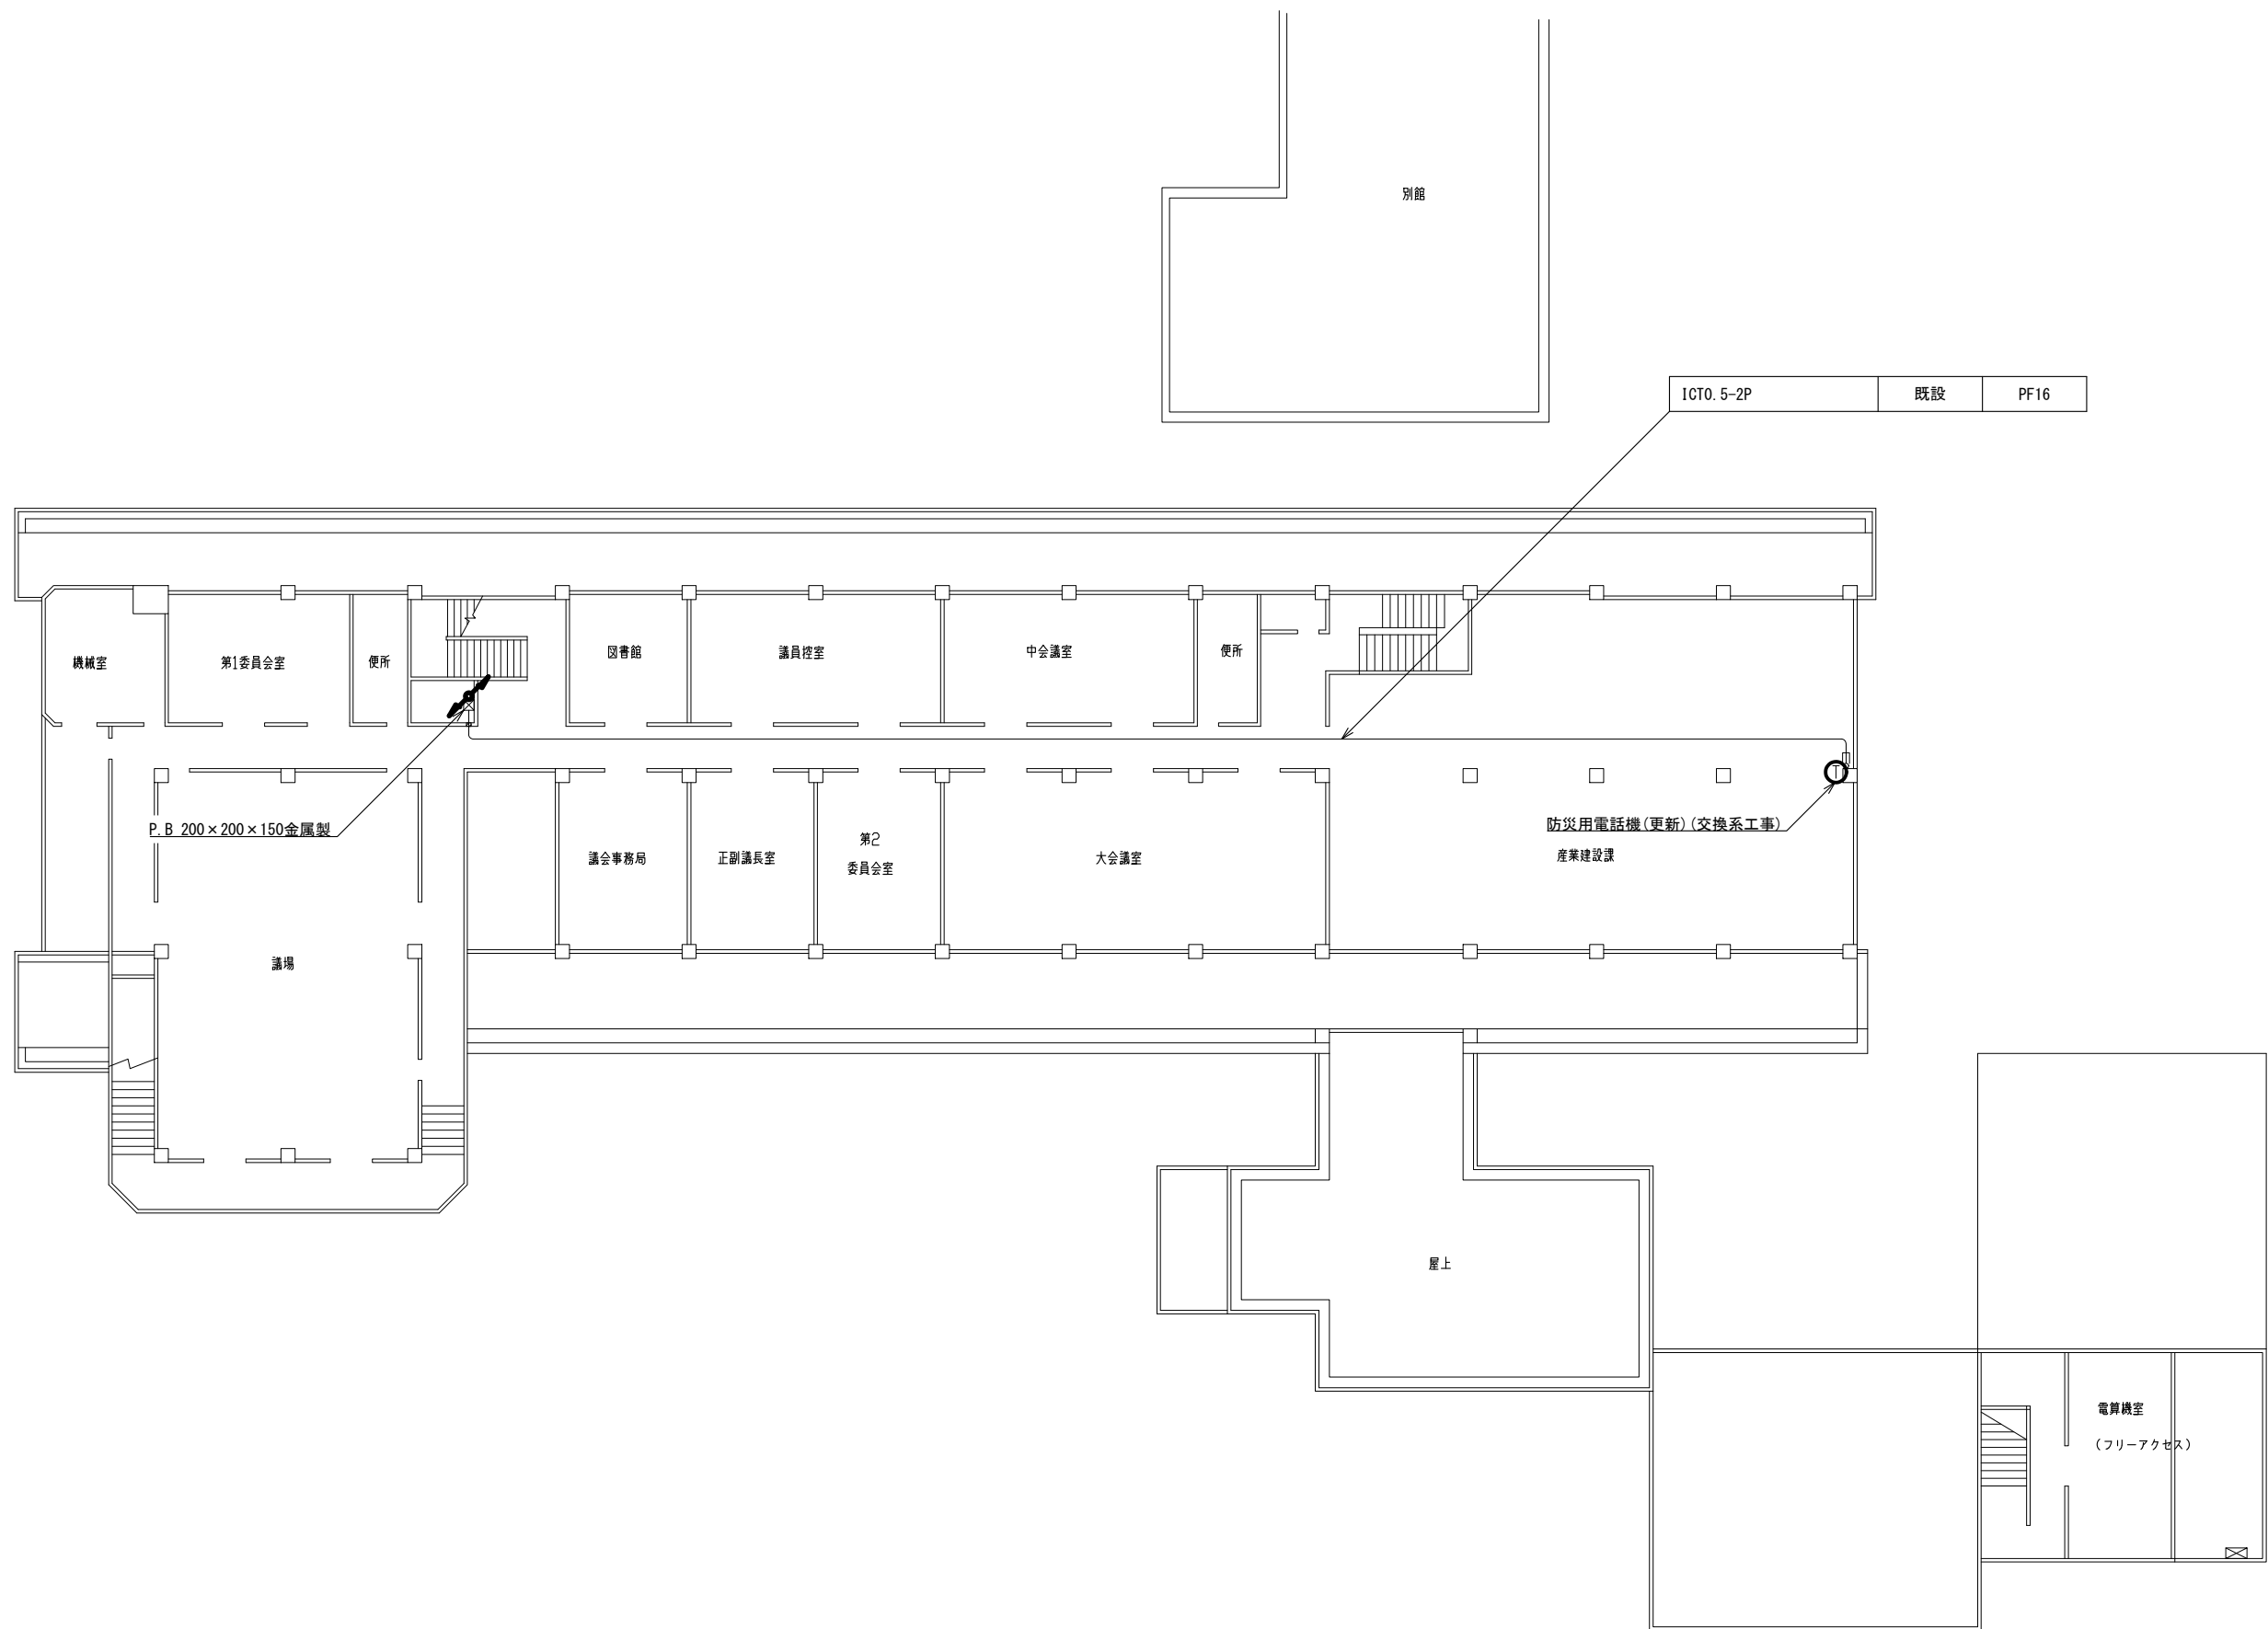 別館
ICT0.5-2P 既設 PF16
機械室
第1委員会室
便所
図書館
議員控室
中会議室
便所
T
P.B 200×200×150金属製
防災用電話機(更新)(交換系工事)
議会事務局
正副議長室
第2
委員会室
大会議室
産業建設課
議場
屋上
電算機室
(フリーアクセス)